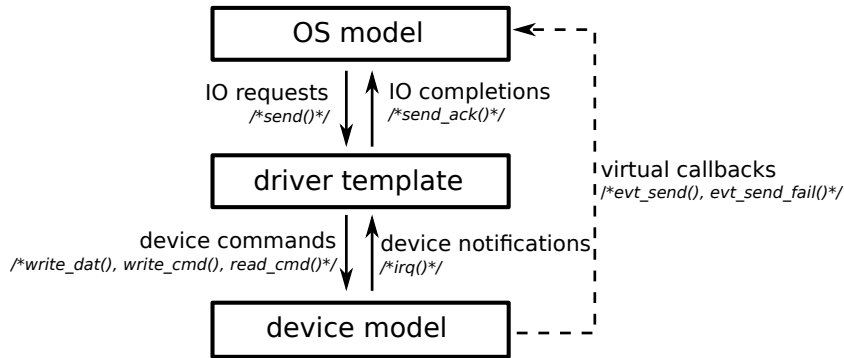 OS model
IO requests
/*send()*/
IO completions
/*send_ack()*/
driver template
virtual callbacks
/*evt_send(), evt_send_fail()*/
device commands
/*write_dat(), write_cmd(), read_cmd()*/
device notifications
/*irq()*/
device model